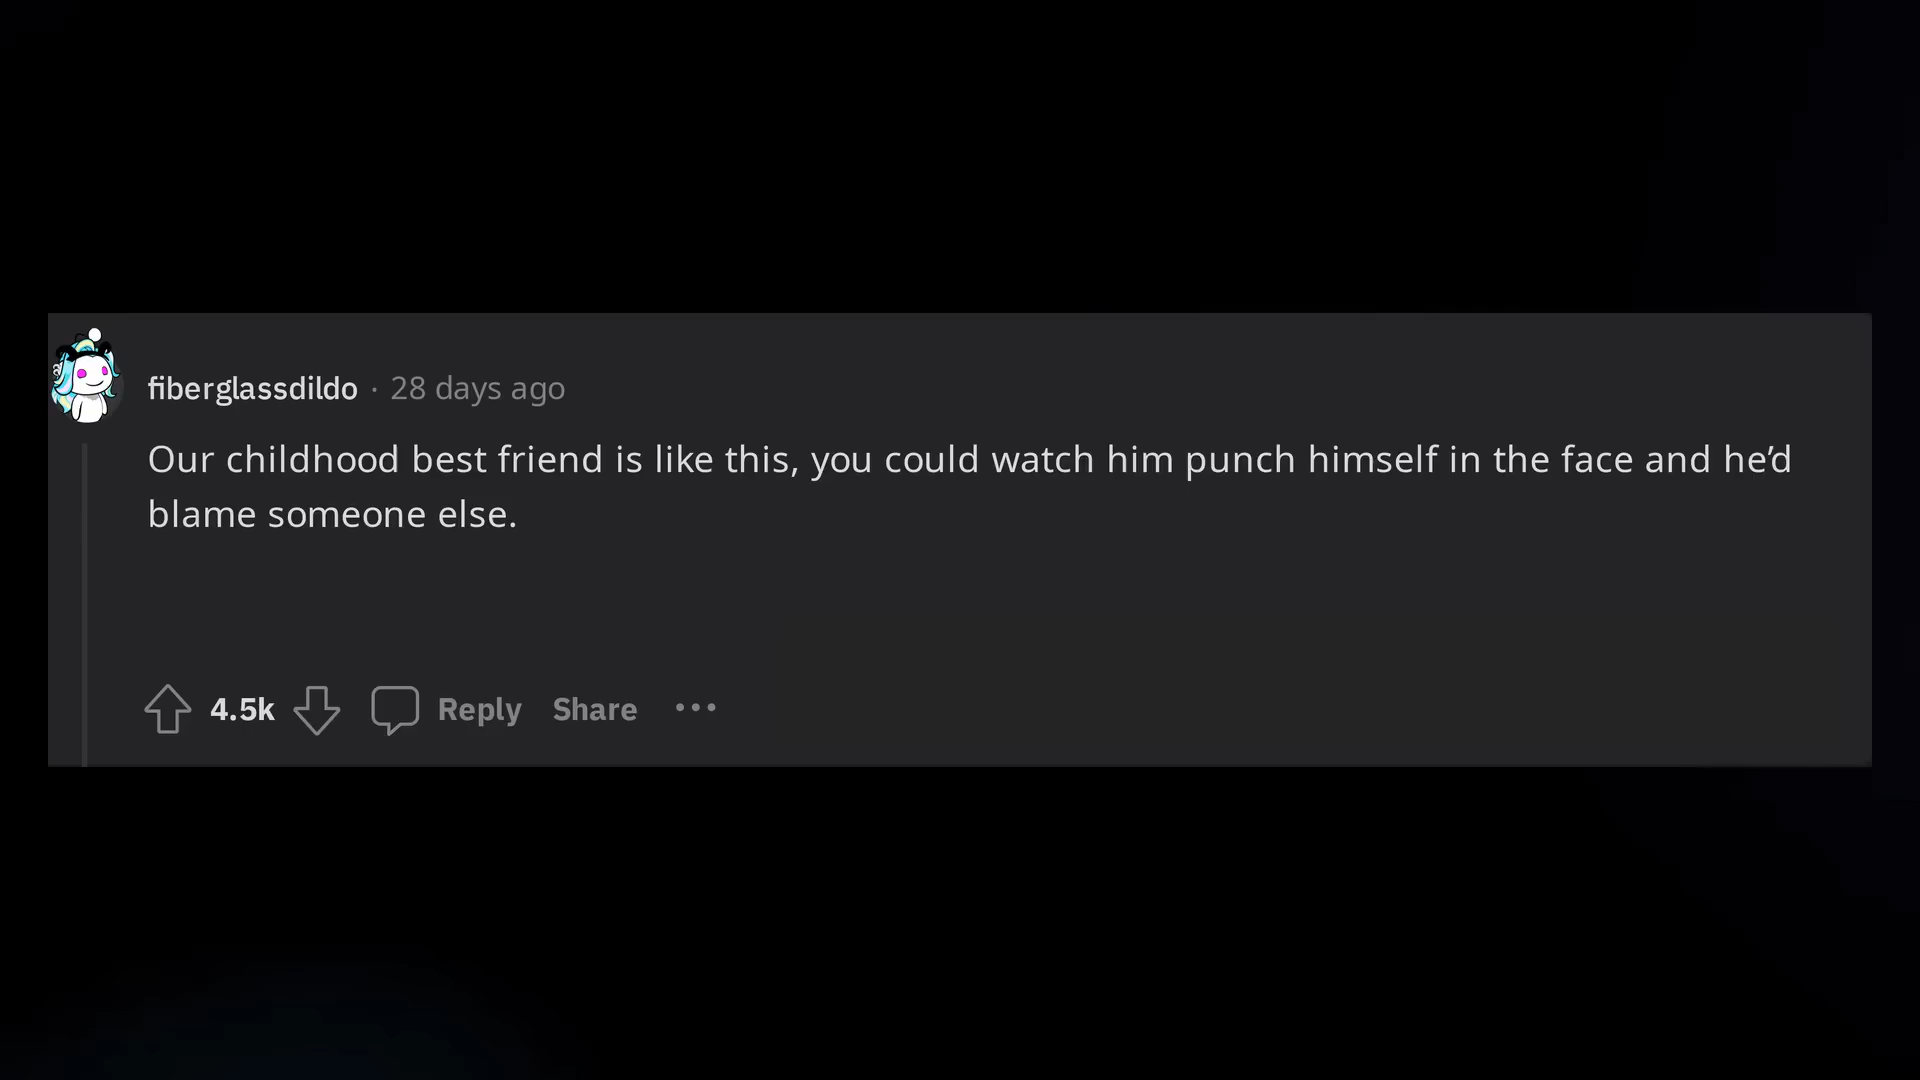 fiberglassdildo · 28 days ago
Our childhood best friend is like this, you could watch him punch himself in the face and he’d
blame someone else.
4.5k Reply Share ···